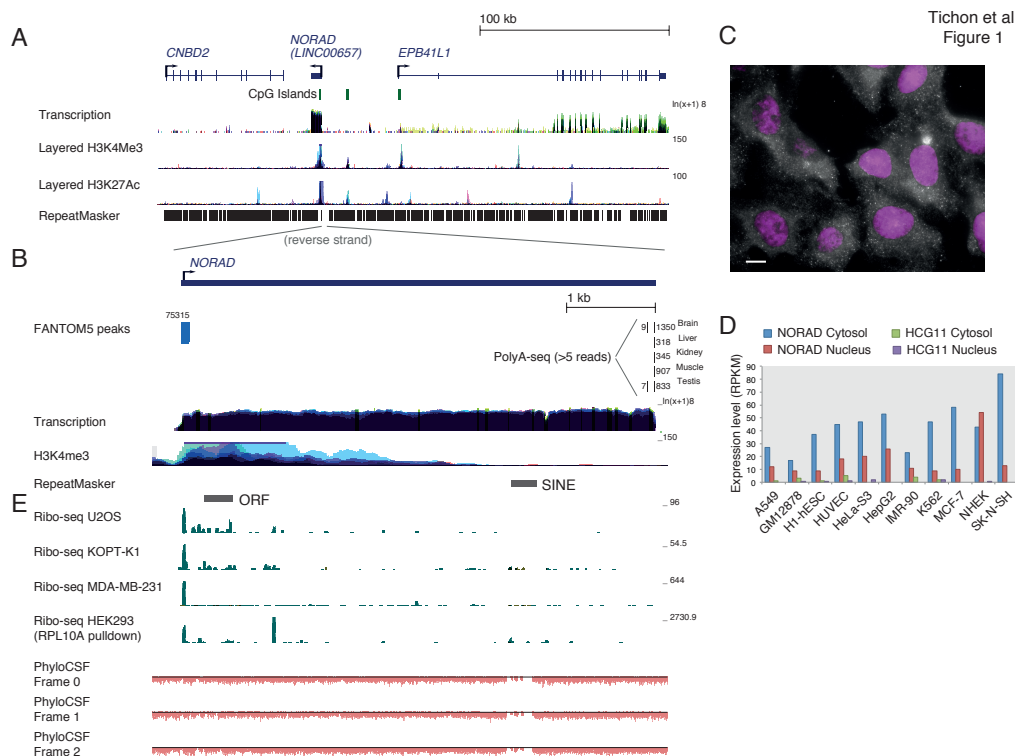 Tichon et al
Figure 1
A
100 kb
CNBD2
NORAD
(LINC00657)
EPB41L1
CpG Islands
Transcription
ln(x+1) 8
Layered H3K4Me3
150
Layered H3K27Ac
100
RepeatMasker
(reverse strand)
B
NORAD
1 kb
FANTOM5 peaks
75315
PolyA-seq (>5 reads)
9
1350
Brain
318
Liver
345
Kidney
907
Muscle
7
833
Testis
_ln(x+1)8
Transcription
_150
H3K4me3
RepeatMasker
SINE
C
D
NORAD Cytosol
HCG11 Cytosol
NORAD Nucleus
HCG11 Nucleus
Expression level (RPKM)
90
80
70
60
50
40
30
20
10
0
A549
GM12878
H1-hESC
HUVEC
HeLa-S3
HepG2
IMR-90
K562
MCF-7
NHEK
SK-N-SH
E
ORF
Ribo-seq U2OS
_ 96
Ribo-seq KOPT-K1
_ 54.5
Ribo-seq MDA-MB-231
_ 644
Ribo-seq HEK293
(RPL10A pulldown)
_ 2730.9
PhyloCSF
Frame 0
PhyloCSF
Frame 1
PhyloCSF
Frame 2